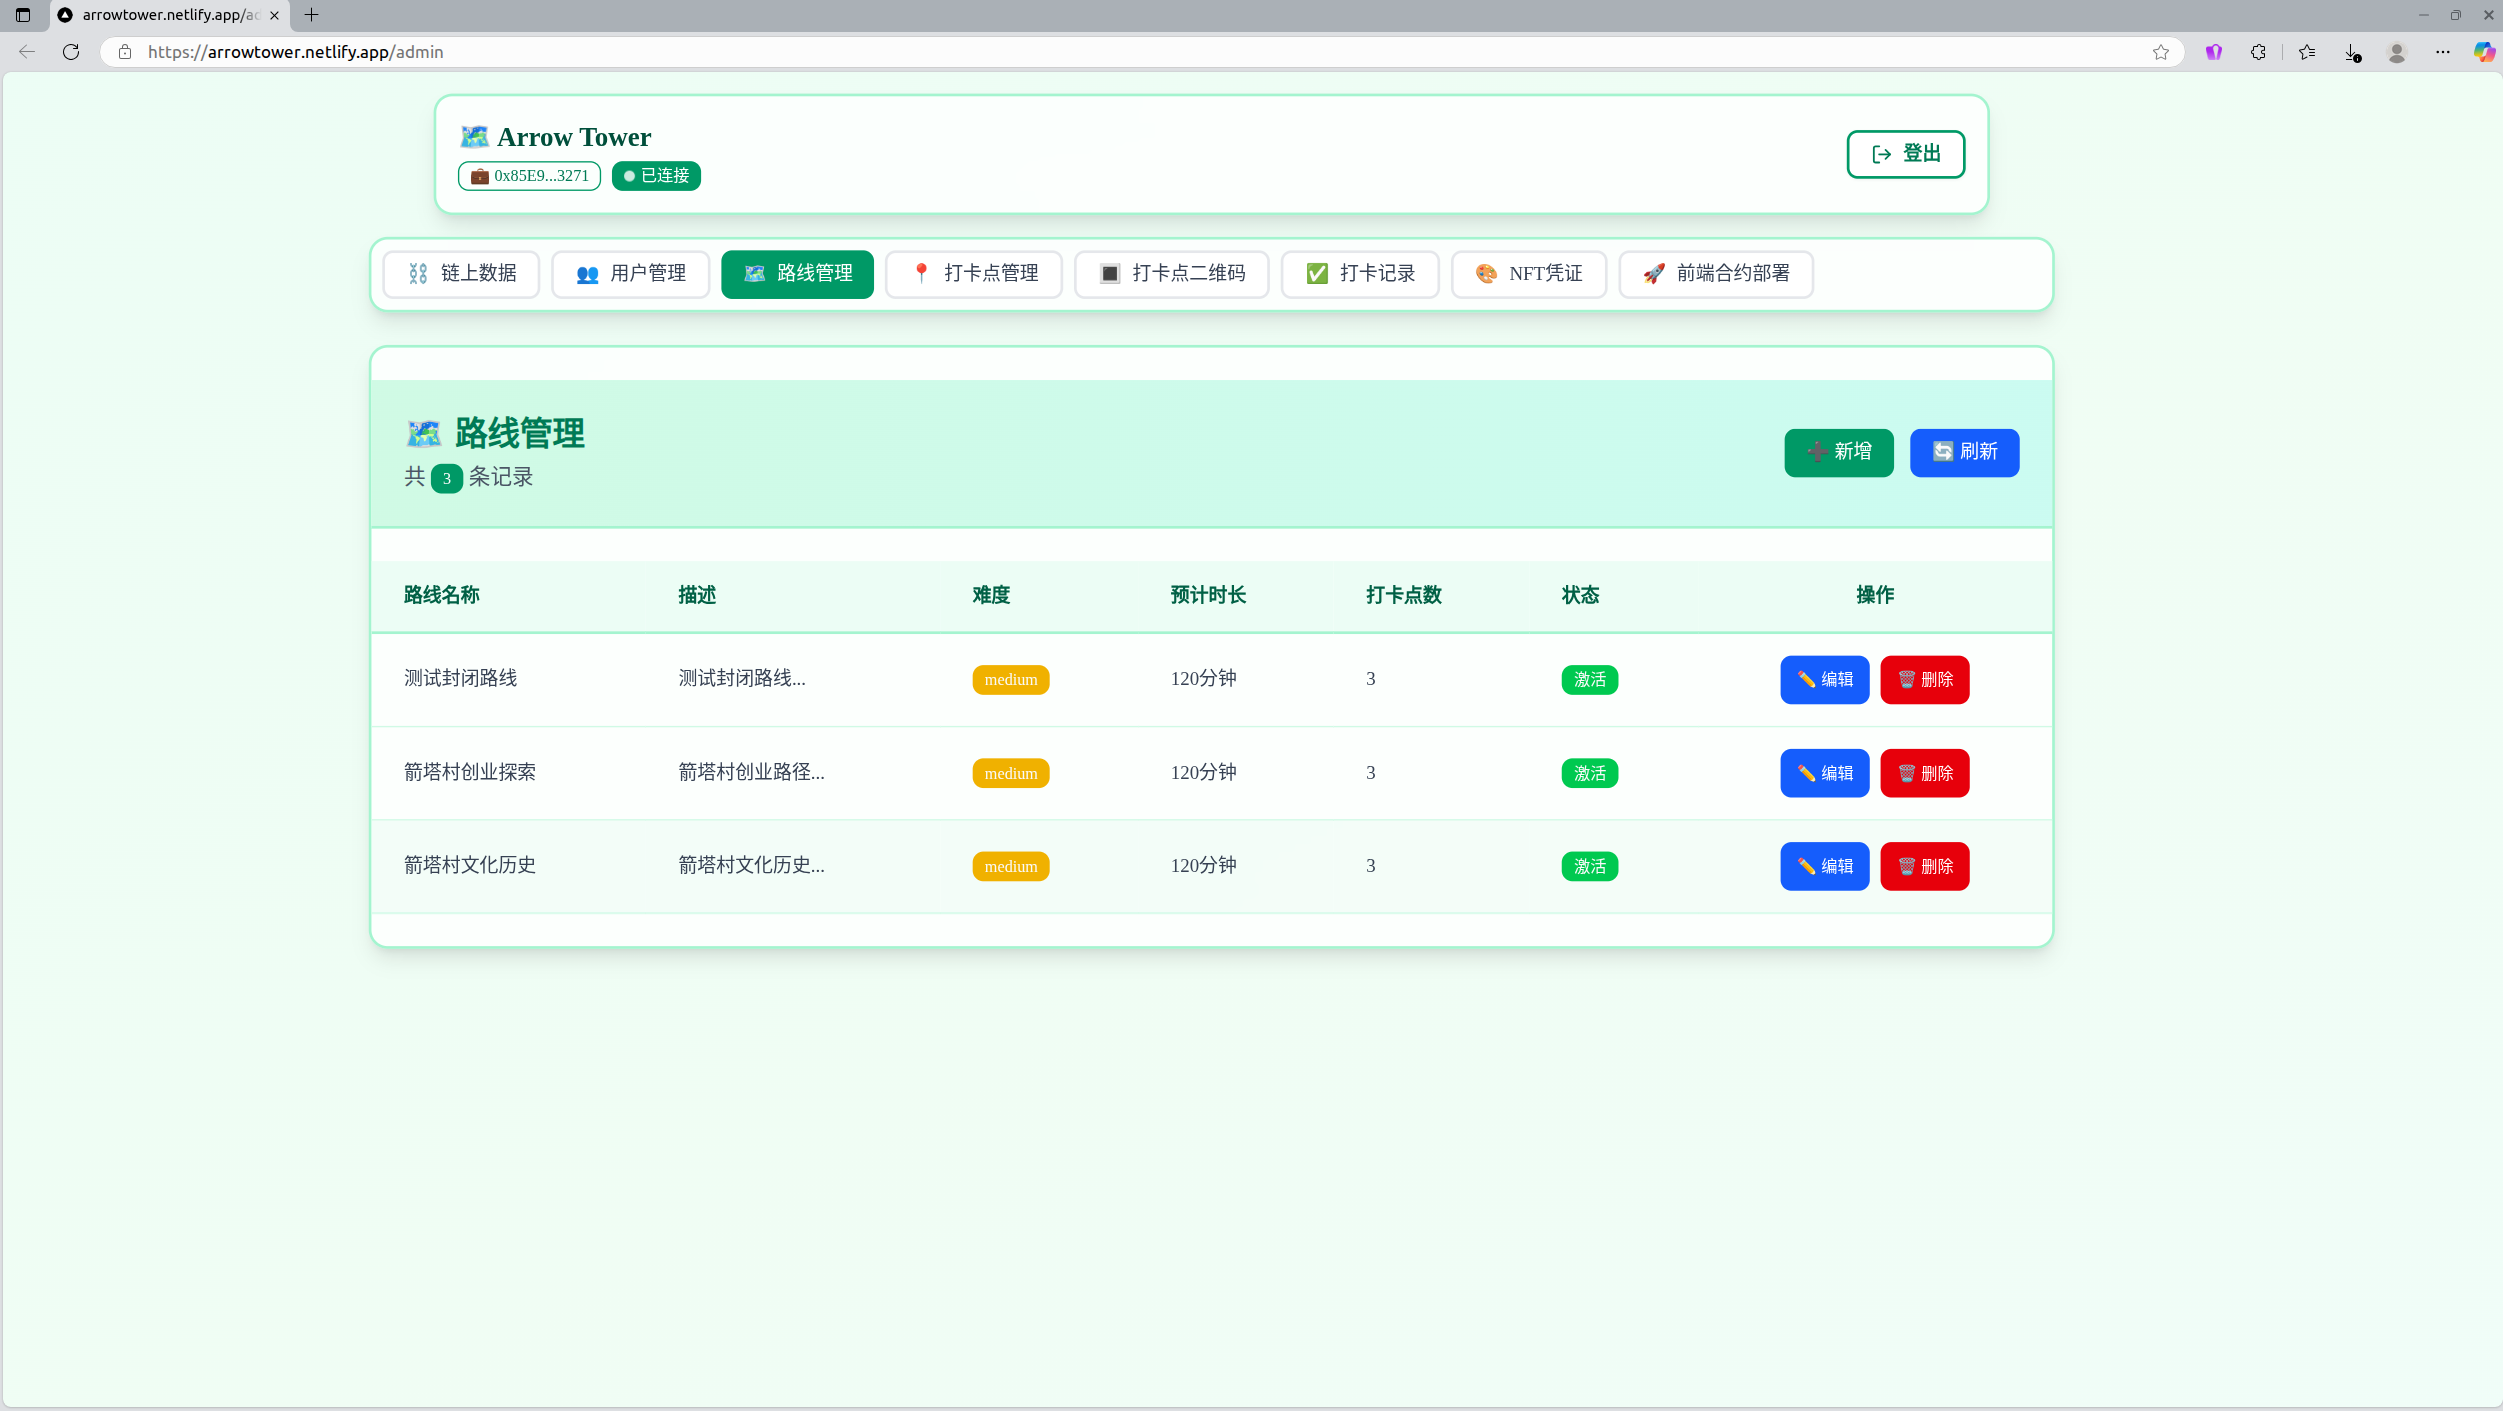 arrowtower.netlify.app/ad
https://arrowtower.netlify.app/admin
Arrow Tower
0x85E9...3271 已连接
登出
链上数据 用户管理 路线管理 打卡点管理 打卡点二维码 打卡记录 NFT凭证 前端合约部署
路线管理
共 3 条记录
新增 刷新
路线名称 描述 难度 预计时长 打卡点数 状态 操作
测试封闭路线 测试封闭路线... medium 120分钟 3 激活 编辑 删除
箭塔村创业探索 箭塔村创业路径... medium 120分钟 3 激活 编辑 删除
箭塔村文化历史 箭塔村文化历史... medium 120分钟 3 激活 编辑 删除